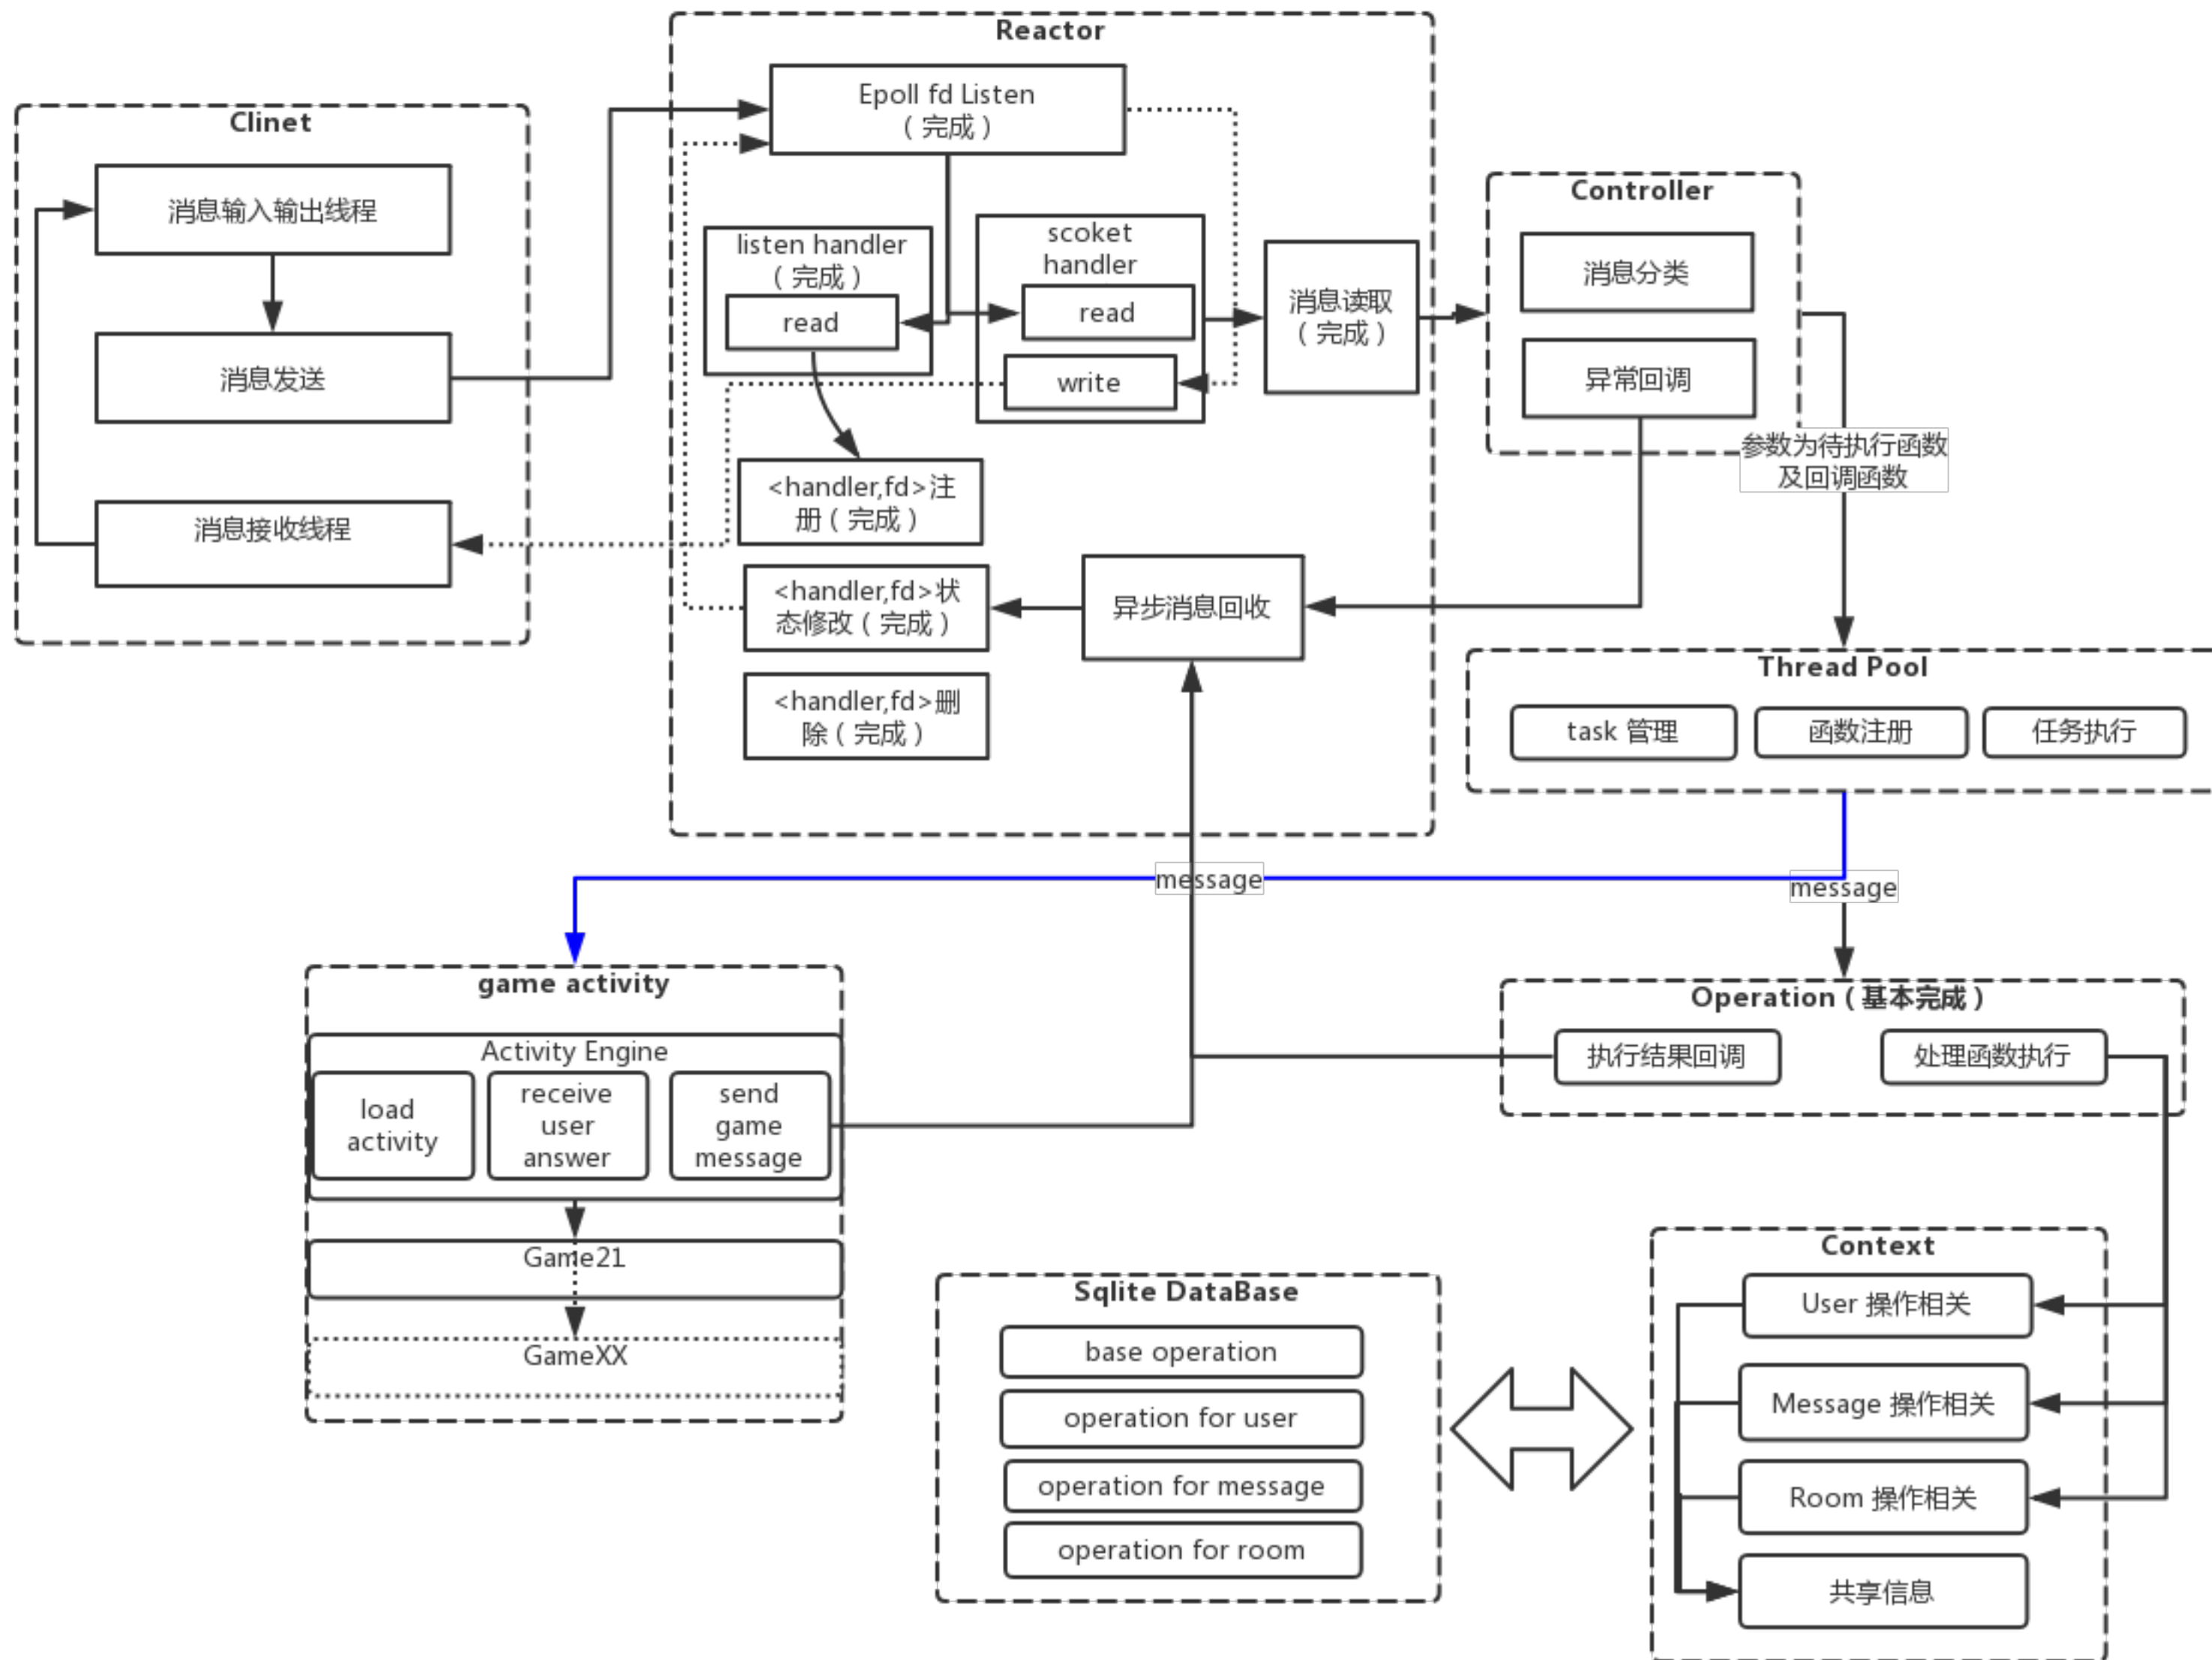 Clinet
消息输入输出线程
消息发送
消息接收线程
Reactor
Epoll fd Listen
（完成）
listen handler
（完成）
read
scoket
handler
read
write
消息读取
（完成）
<handler,fd>注
册（完成）
<handler,fd>状
态修改（完成）
<handler,fd>删
除（完成）
异步消息回收
Controller
消息分类
异常回调
参数为待执行函数
及回调函数
Thread Pool
task 管理
函数注册
任务执行
message
message
game activity
Activity Engine
load
activity
receive
user
answer
send
game
message
Game21
GameXX
Operation（基本完成）
执行结果回调
处理函数执行
Sqlite DataBase
base operation
operation for user
operation for message
operation for room
Context
User 操作相关
Message 操作相关
Room 操作相关
共享信息